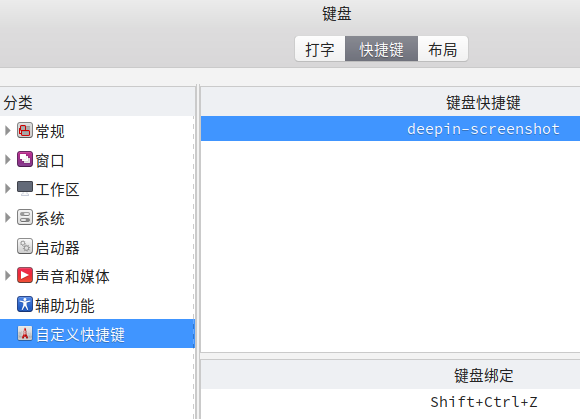 键盘
打字 快捷键 布局
分类
常规
窗口
工作区
系统
启动器
声音和媒体
辅助功能
自定义快捷键
键盘快捷键
deepin-screenshot
键盘绑定
Shift+Ctrl+Z